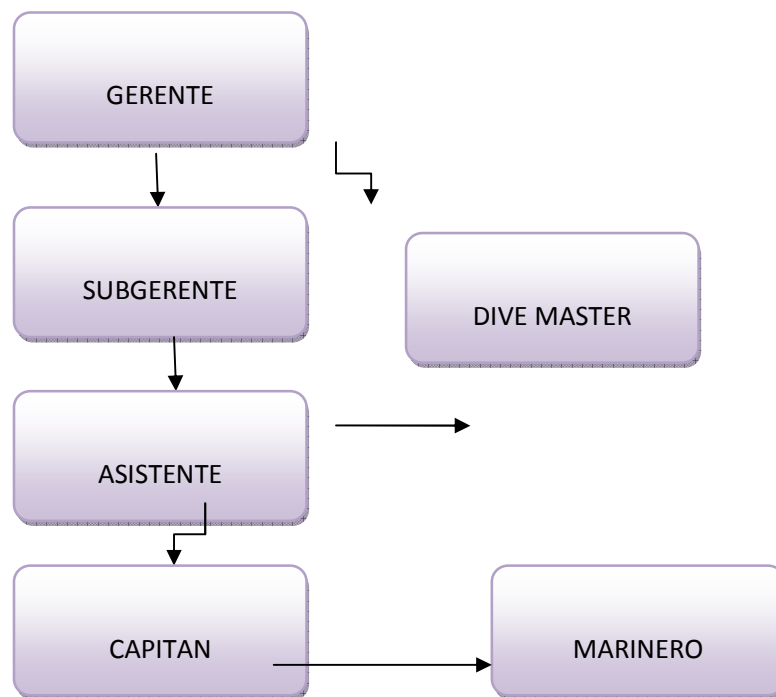 GERENTE
SUBGERENTE
DIVE MASTER
ASISTENTE
CAPITAN
MARINERO